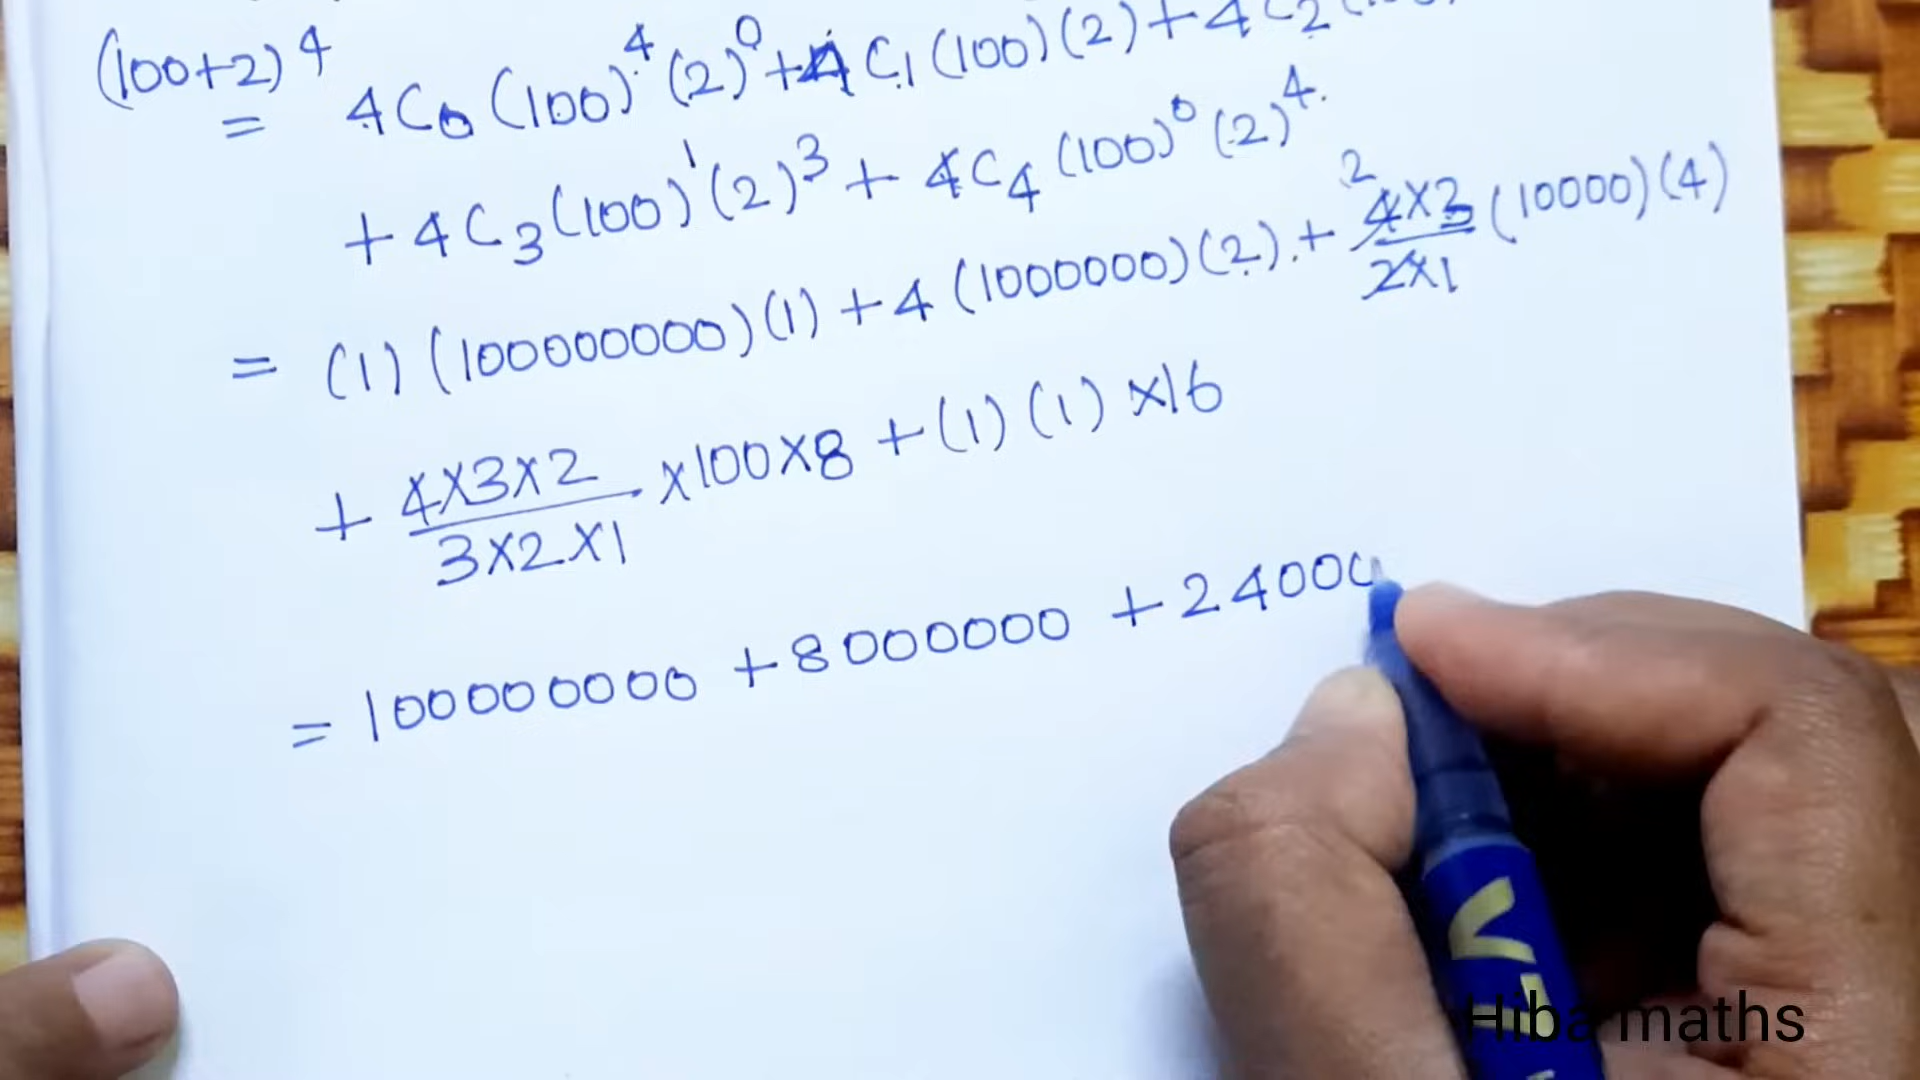 (100+2)⁴
= 4C₀ (100)⁴ (2)⁰ + 4C₁ (100) (2) + 4C₂
+ 4C₃ (100)¹ (2)³ + 4C₄ (100)⁰ (2)⁴.
= (1) (100000000) (1) + 4 (1000000) (2) . + ² 4×3/2×1 (10000) (4)
+ 4×3×2/3×2×1 ×100×8 + (1) (1) ×16
= 100000000 + 8000000 + 24000
Hiba maths